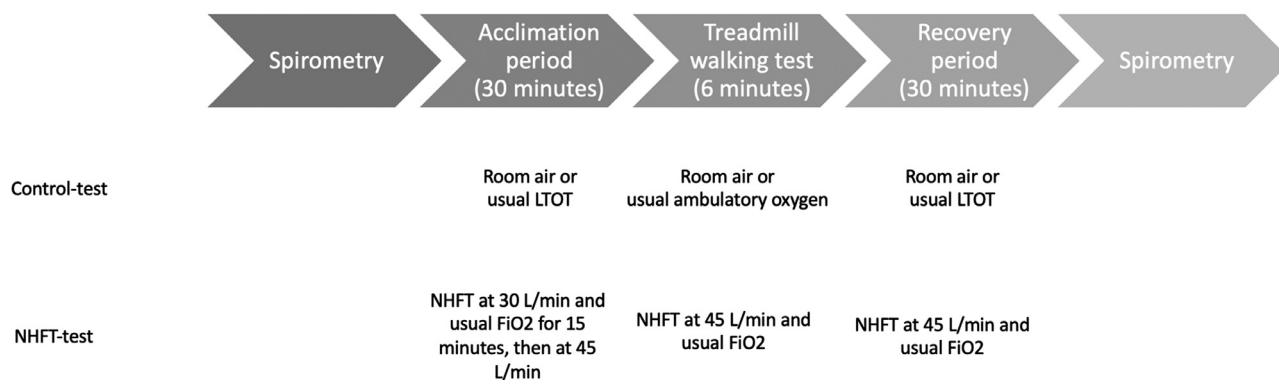 Spirometry
Acclimation
period
(30 minutes)
Treadmill
walking test
(6 minutes)
Recovery
period
(30 minutes)
Spirometry
Control-test
Room air or
usual LTOT
Room air or
usual ambulatory oxygen
Room air or
usual LTOT
NHFT-test
NHFT at 30 L/min and
usual FiO2 for 15
minutes, then at 45
L/min
NHFT at 45 L/min and
usual FiO2
NHFT at 45 L/min and
usual FiO2